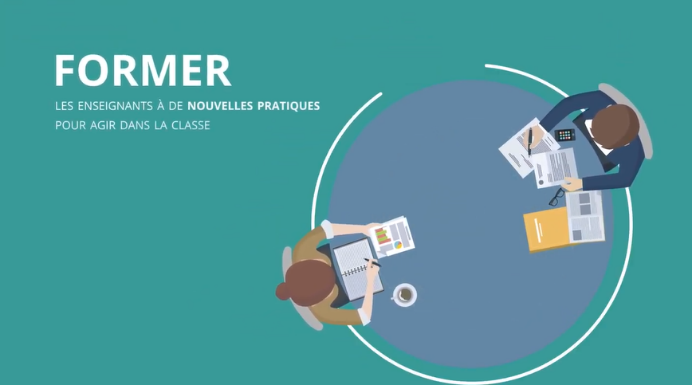 FORMER
LES ENSEIGNANTS À DE NOUVELLES PRATIQUES
POUR AGIR DANS LA CLASSE